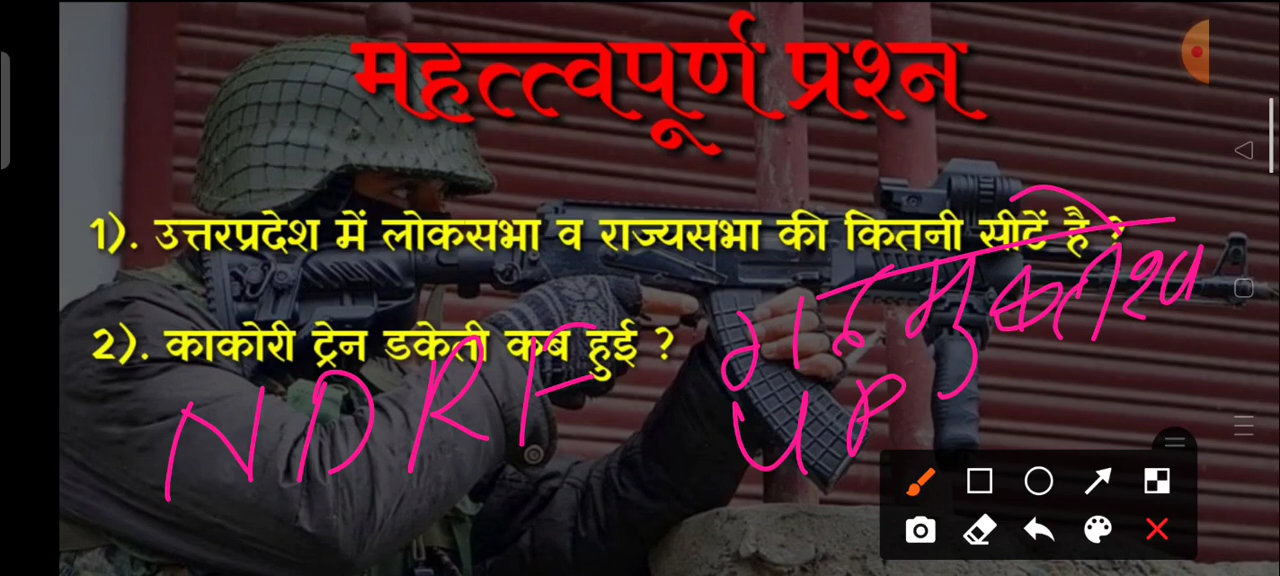 महत्त्वपूर्ण प्रश्न
1). उत्तरप्रदेश में लोकसभा व राज्यसभा की कितनी सीटें है ?
2). काकोरी ट्रेन डकेती कब हुई ?
NDRF
UP